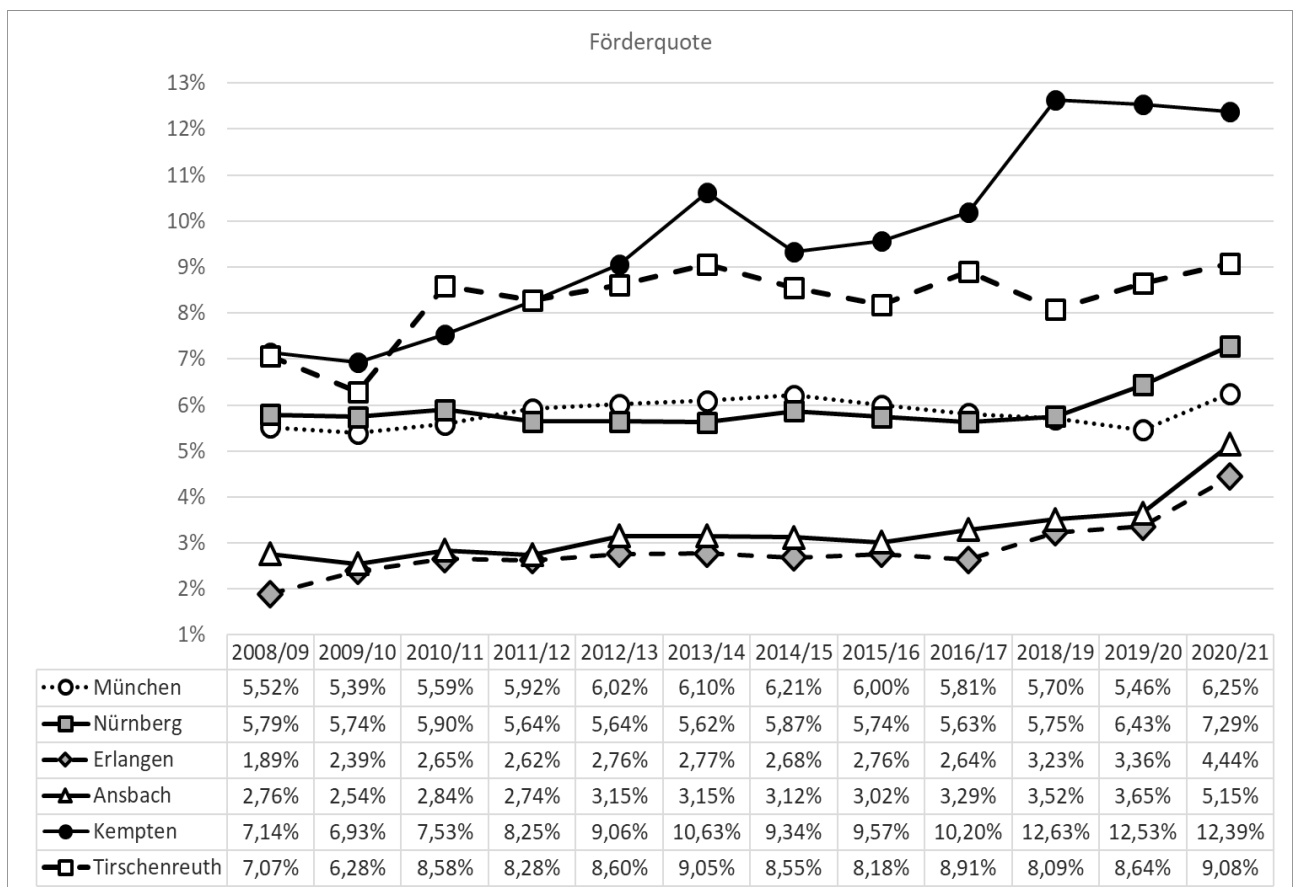 Förderquote
13%
12%
11%
10%
9%
8%
7%
6%
5%
4%
3%
2%
1%
2008/09 2009/10 2010/11 2011/12 2012/13 2013/14 2014/15 2015/16 2016/17 2018/19 2019/20 2020/21
München 5,52% 5,39% 5,59% 5,92% 6,02% 6,10% 6,21% 6,00% 5,81% 5,70% 5,46% 6,25%
Nürnberg 5,79% 5,74% 5,90% 5,64% 5,64% 5,62% 5,87% 5,74% 5,63% 5,75% 6,43% 7,29%
Erlangen 1,89% 2,39% 2,65% 2,62% 2,76% 2,77% 2,68% 2,76% 2,64% 3,23% 3,36% 4,44%
Ansbach 2,76% 2,54% 2,84% 2,74% 3,15% 3,15% 3,12% 3,02% 3,29% 3,52% 3,65% 5,15%
Kempten 7,14% 6,93% 7,53% 8,25% 9,06% 10,63% 9,34% 9,57% 10,20% 12,63% 12,53% 12,39%
Tirschenreuth 7,07% 6,28% 8,58% 8,28% 8,60% 9,05% 8,55% 8,18% 8,91% 8,09% 8,64% 9,08%